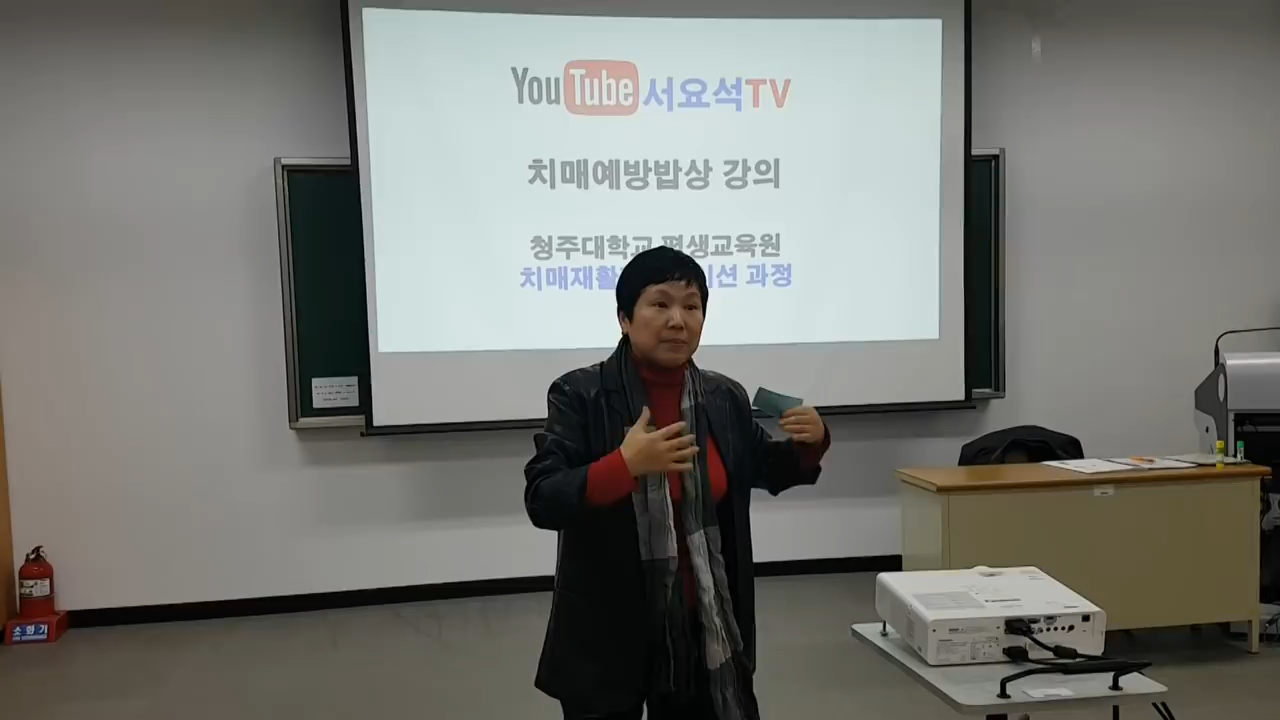 YouTube 서요석TV
치매예방밥상 강의
청주대학교 평생교육원
치매재활 션 과정
소화기